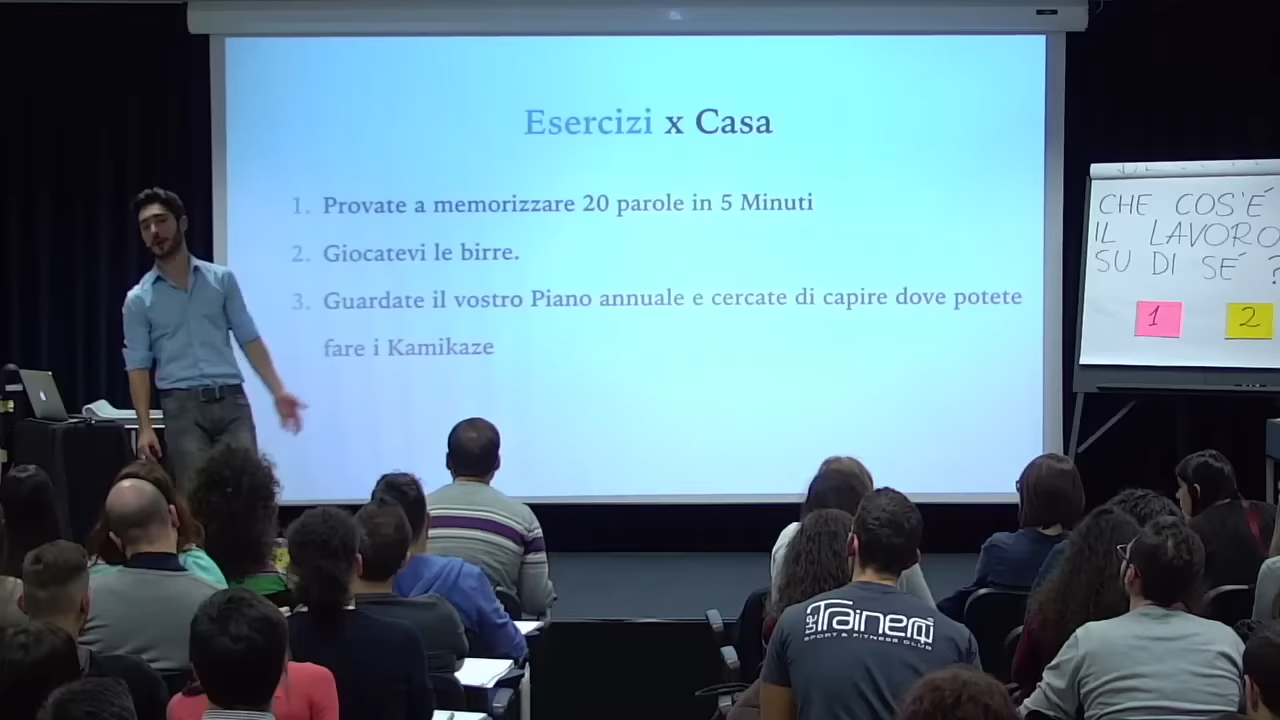 Esercizi x Casa
1. Provate a memorizzare 20 parole in 5 Minuti
2. Giocatevi le birre.
3. Guardate il vostro Piano annuale e cercate di capire dove potete
fare i Kamikaze
CHE COS'É
IL LAVORO
SU DI SÉ ?
1
2
the Trainer
SPORT & FITNESS CLUB